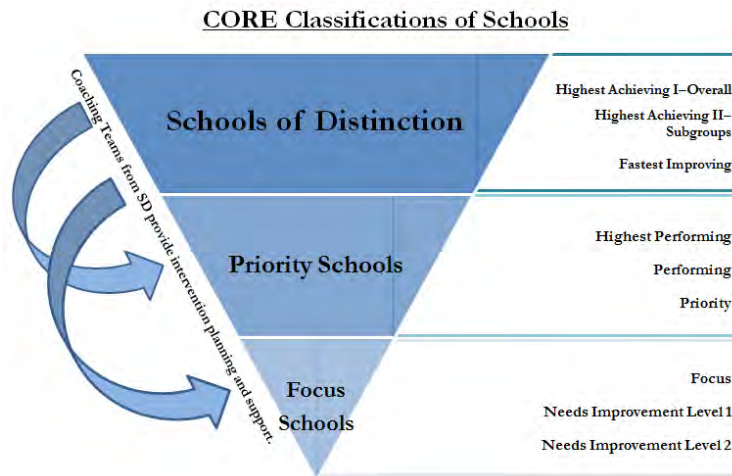 CORE Classifications of Schools
Coaching Teams from SD provide intervention planning and support.
Schools of Distinction
Highest Achieving I–Overall
Highest Achieving II–
Subgroups
Fastest Improving
Priority Schools
Highest Performing
Performing
Priority
Focus
Schools
Focus
Needs Improvement Level 1
Needs Improvement Level 2